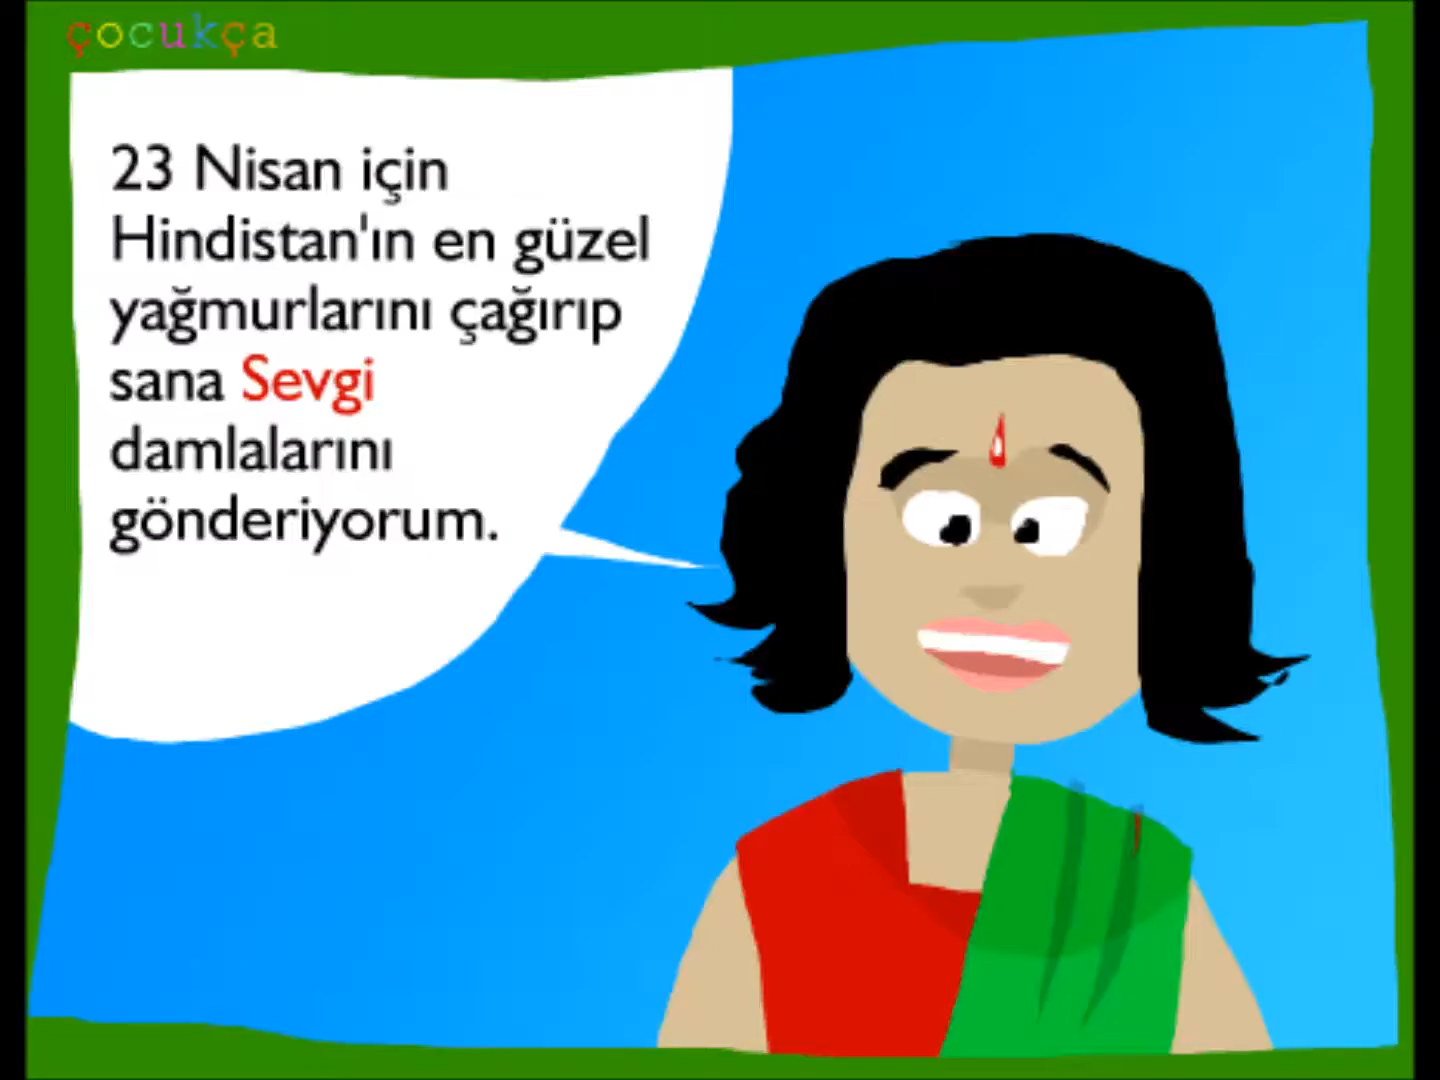 çocukça
23 Nisan için
Hindistan'ın en güzel
yağmurlarını çağırıp
sana Sevgi
damlalarını
gönderiyorum.